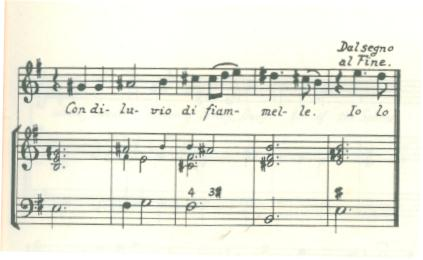 Dal segno
al Fine.
Con di- lu- vio di fiam- mel- le. Io lo
4 3#
#